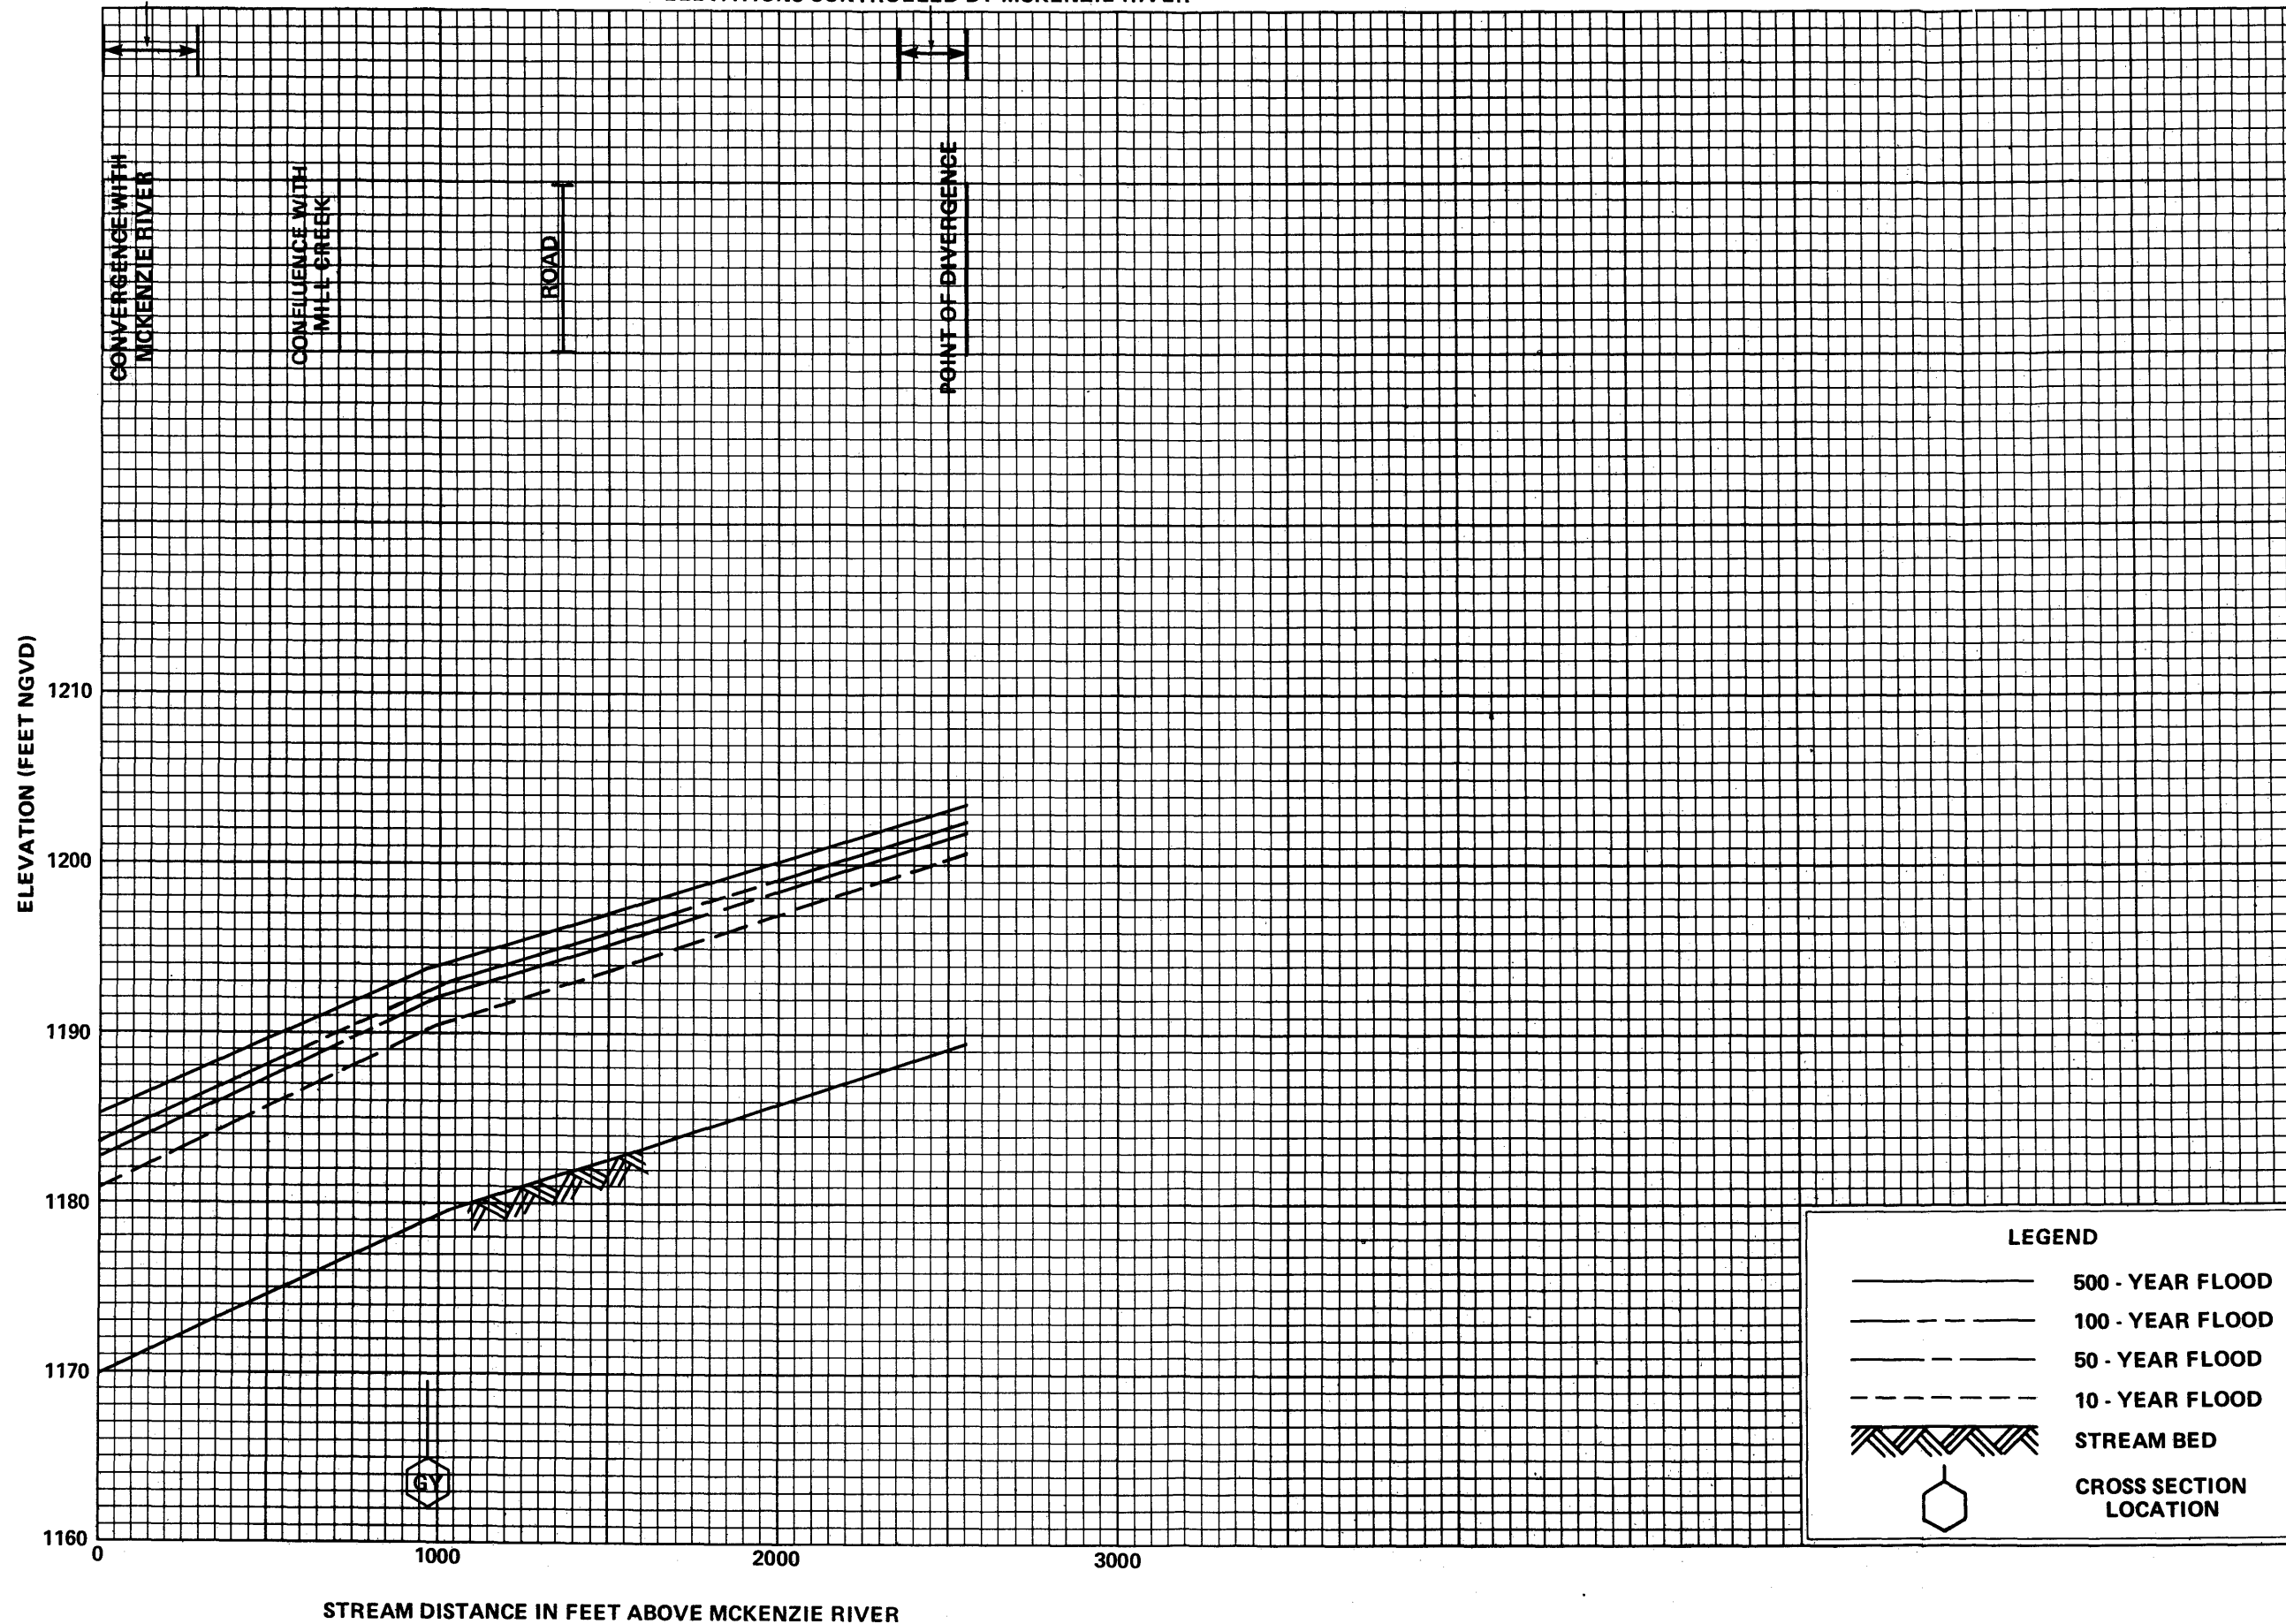 ELEVATIONS CONTROLLED BY MCKENZIE RIVER
CONVERGENCE WITH
MCKENZIE RIVER
CONFLUENCE WITH
MILL CREEK
ROAD
POINT OF DIVERGENCE
ELEVATION (FEET NGVD)
1210
1200
1190
1180
1170
1160
GY
0
1000
2000
3000
STREAM DISTANCE IN FEET ABOVE MCKENZIE RIVER
LEGEND
500 - YEAR FLOOD
100 - YEAR FLOOD
50 - YEAR FLOOD
10 - YEAR FLOOD
STREAM BED
CROSS SECTION
LOCATION